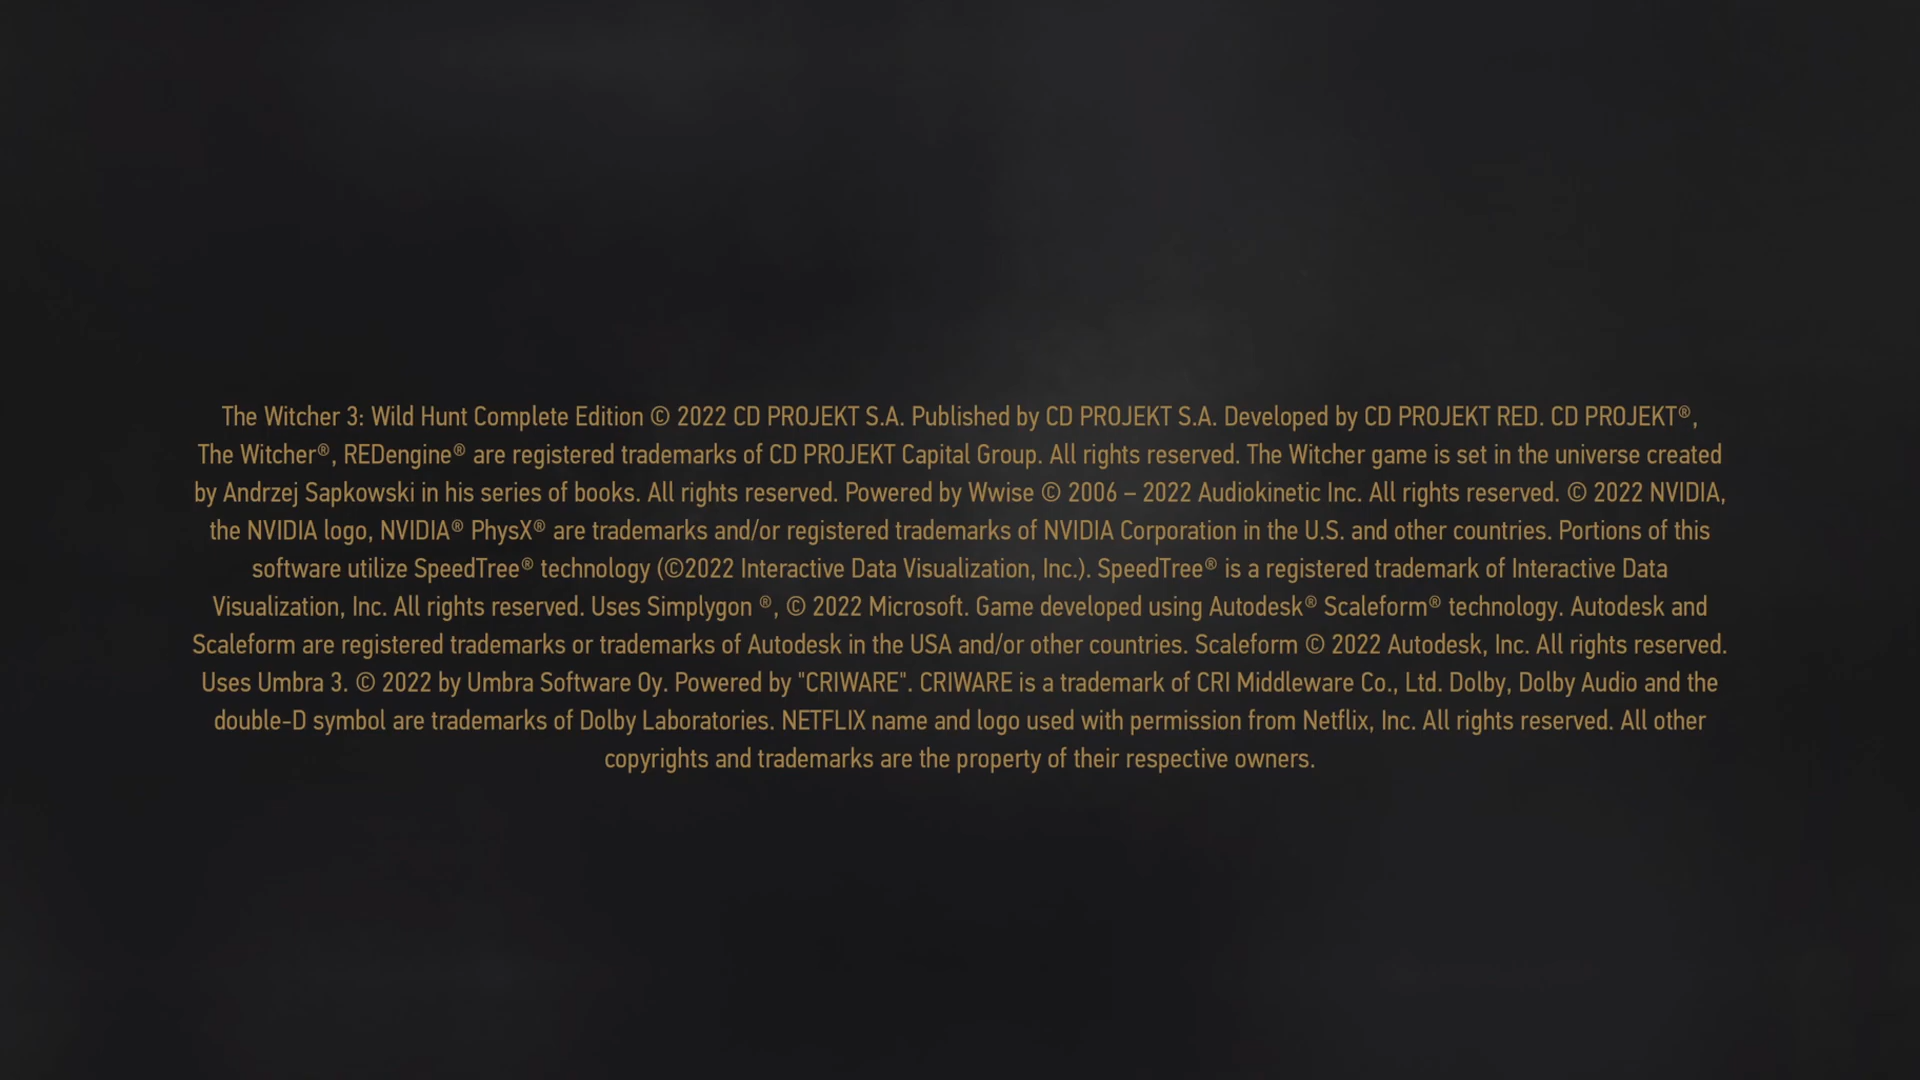 The Witcher 3: Wild Hunt Complete Edition © 2022 CD PROJEKT S.A. Published by CD PROJEKT S.A. Developed by CD PROJEKT RED. CD PROJEKT®,
The Witcher®, REDengine® are registered trademarks of CD PROJEKT Capital Group. All rights reserved. The Witcher game is set in the universe created
by Andrzej Sapkowski in his series of books. All rights reserved. Powered by Wwise © 2006 – 2022 Audiokinetic Inc. All rights reserved. © 2022 NVIDIA,
the NVIDIA logo, NVIDIA® PhysX® are trademarks and/or registered trademarks of NVIDIA Corporation in the U.S. and other countries. Portions of this
software utilize SpeedTree® technology (©2022 Interactive Data Visualization, Inc.). SpeedTree® is a registered trademark of Interactive Data
Visualization, Inc. All rights reserved. Uses Simplygon ®, © 2022 Microsoft. Game developed using Autodesk® Scaleform® technology. Autodesk and
Scaleform are registered trademarks or trademarks of Autodesk in the USA and/or other countries. Scaleform © 2022 Autodesk, Inc. All rights reserved.
Uses Umbra 3. © 2022 by Umbra Software Oy. Powered by "CRIWARE". CRIWARE is a trademark of CRI Middleware Co., Ltd. Dolby, Dolby Audio and the
double-D symbol are trademarks of Dolby Laboratories. NETFLIX name and logo used with permission from Netflix, Inc. All rights reserved. All other
copyrights and trademarks are the property of their respective owners.